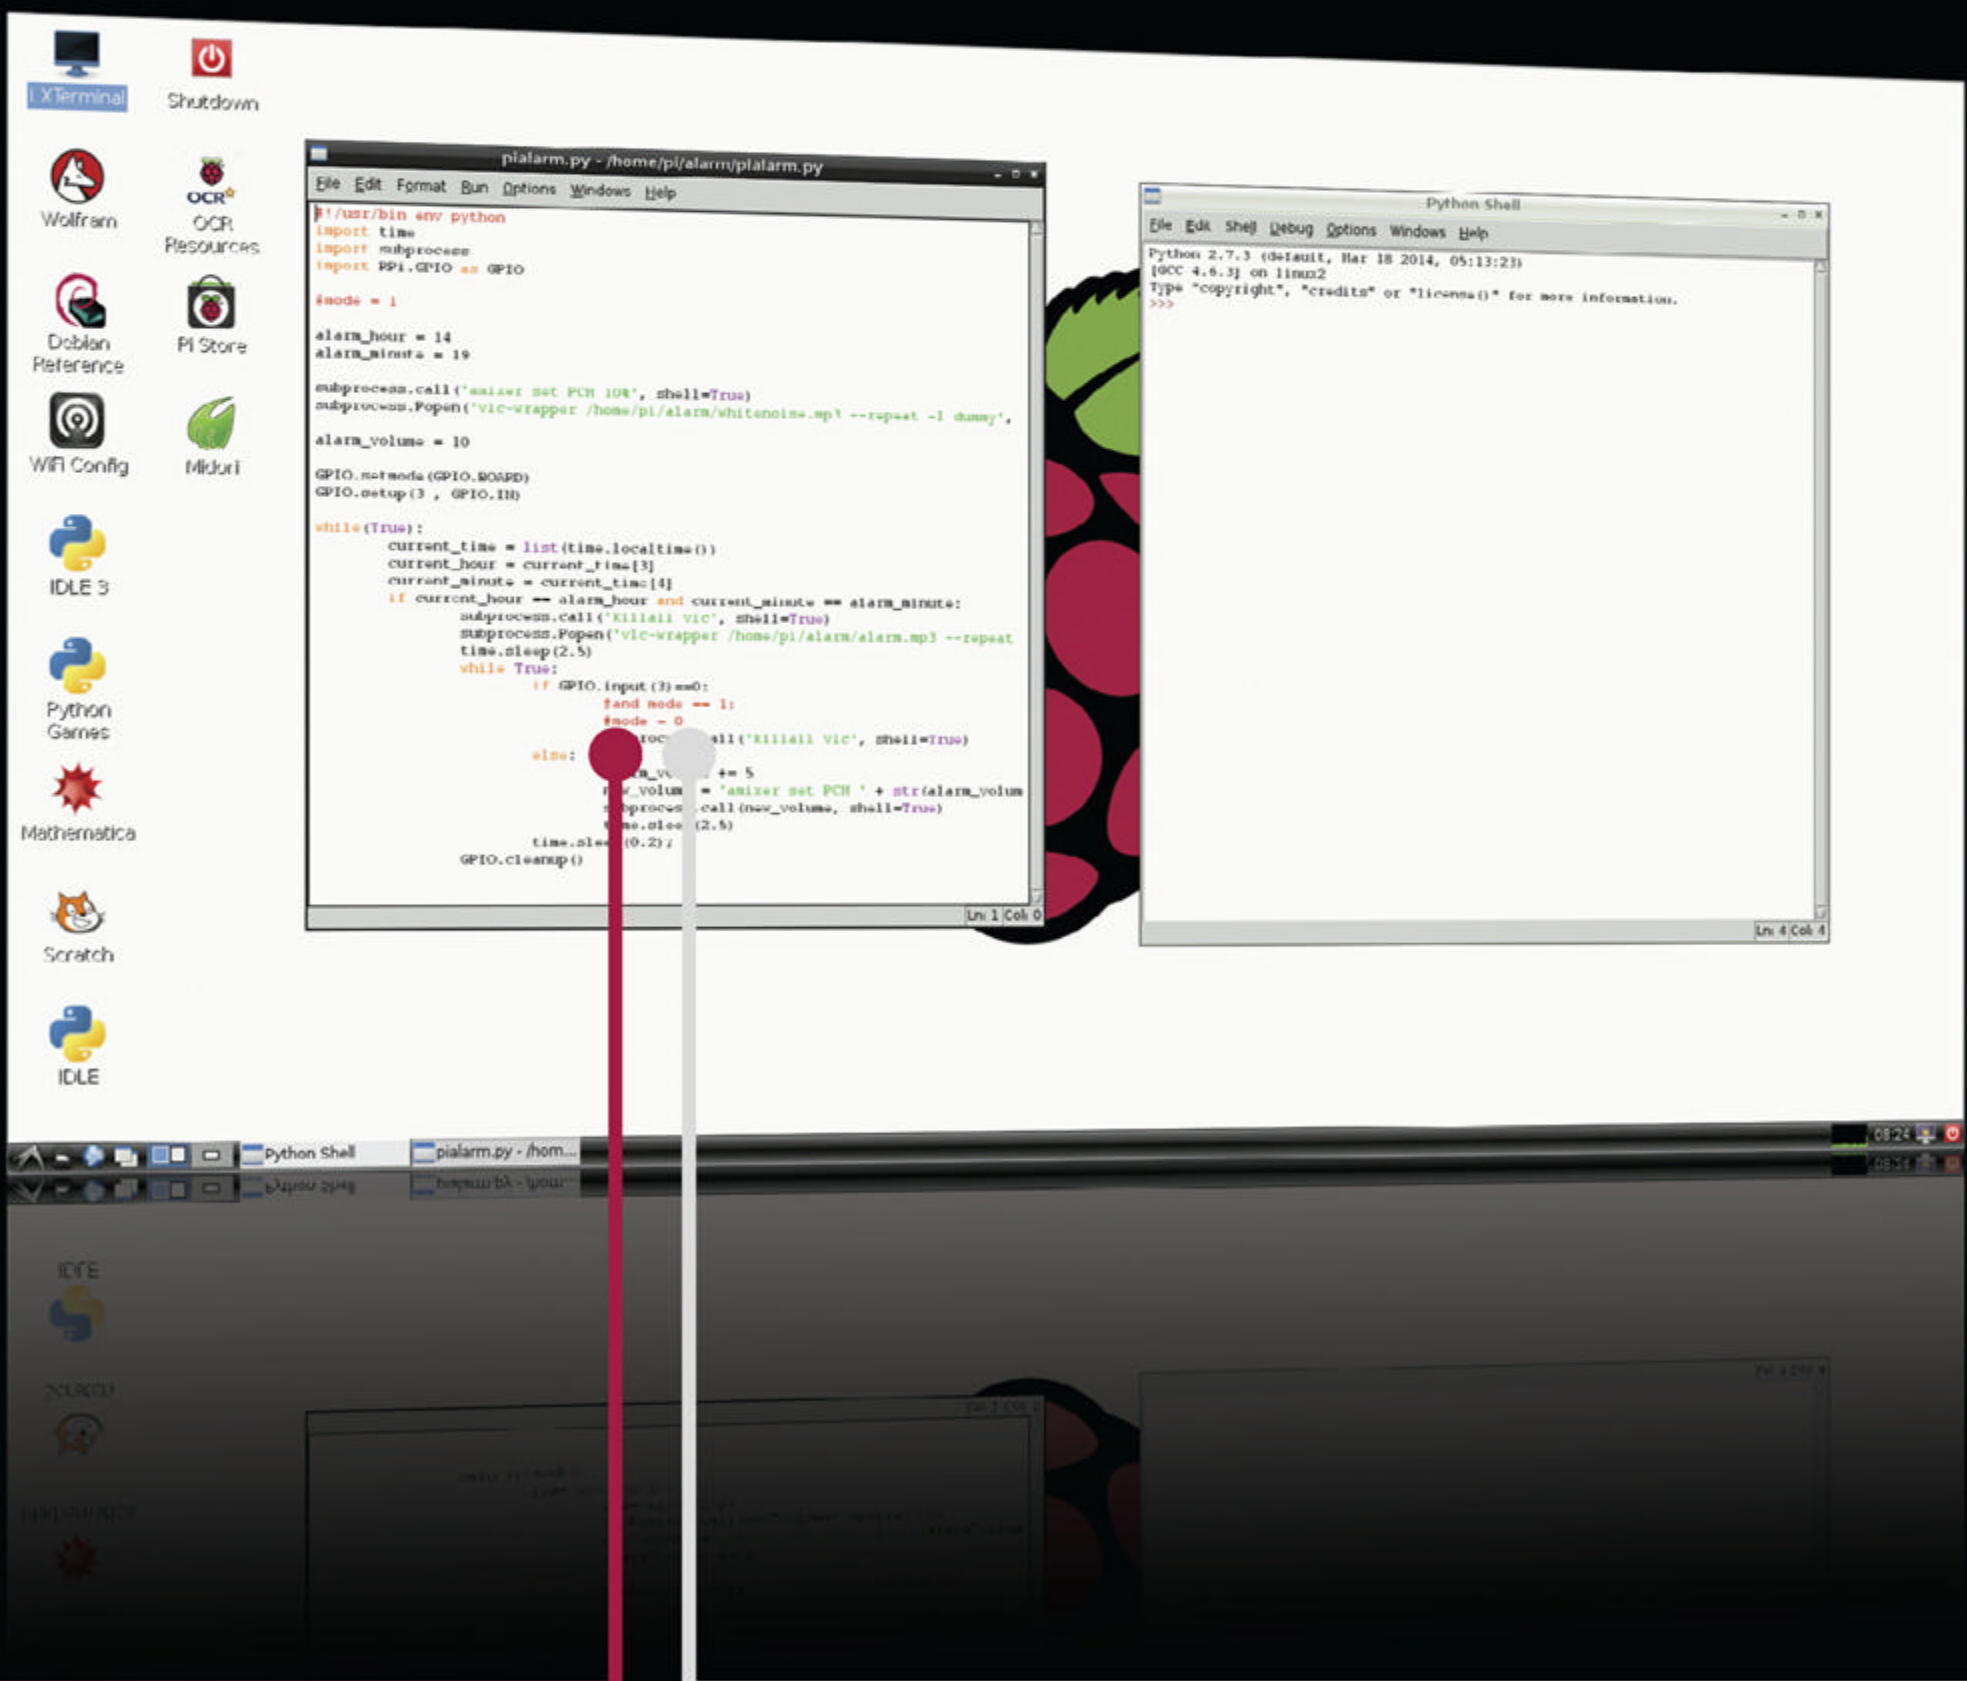 LXTerminal
Shutdown
Wolfram
OCR
OCR
Resources
Debian
Reference
Pi Store
WiFi Config
Midori
IDLE 3
Python
Games
Mathematica
Scratch
IDLE
pialarm.py - /home/pi/alarm/pialarm.py
File Edit Format Run Options Windows Help
#!/usr/bin env python
import time
import subprocess
import RPi.GPIO as GPIO
#mode = 1
alarm_hour = 14
alarm_minute = 19
subprocess.call('amixer set PCM 10%', shell=True)
subprocess.Popen('vlc-wrapper /home/pi/alarm/whitenoise.mp3 --repeat -I dummy',
alarm_volume = 10
GPIO.setmode(GPIO.BOARD)
GPIO.setup(3 , GPIO.IN)
while(True):
current_time = list(time.localtime())
current_hour = current_time[3]
current_minute = current_time[4]
if current_hour == alarm_hour and current_minute == alarm_minute:
subprocess.call('killall vlc', shell=True)
subprocess.Popen('vlc-wrapper /home/pi/alarm/alarm.mp3 --repeat
time.sleep(2.5)
while True:
if GPIO.input(3)==0:
#and mode == 1:
#mode = 0
all('killall vlc', shell=True)
else:
+= 5
= 'amixer set PCM ' + str(alarm_volum
call(new_volume, shell=True)
(2.5)
time.slee (0.2);
GPIO.cleanup()
Ln: 1 Col: 0
Python Shell
File Edit Shell Debug Options Windows Help
Python 2.7.3 (default, Mar 18 2014, 05:13:23)
[GCC 4.6.3] on linux2
Type "copyright", "credits" or "license()" for more information.
>>>
Ln: 4 Col: 4
Python Shell
pialarm.py - /hom...
08:24